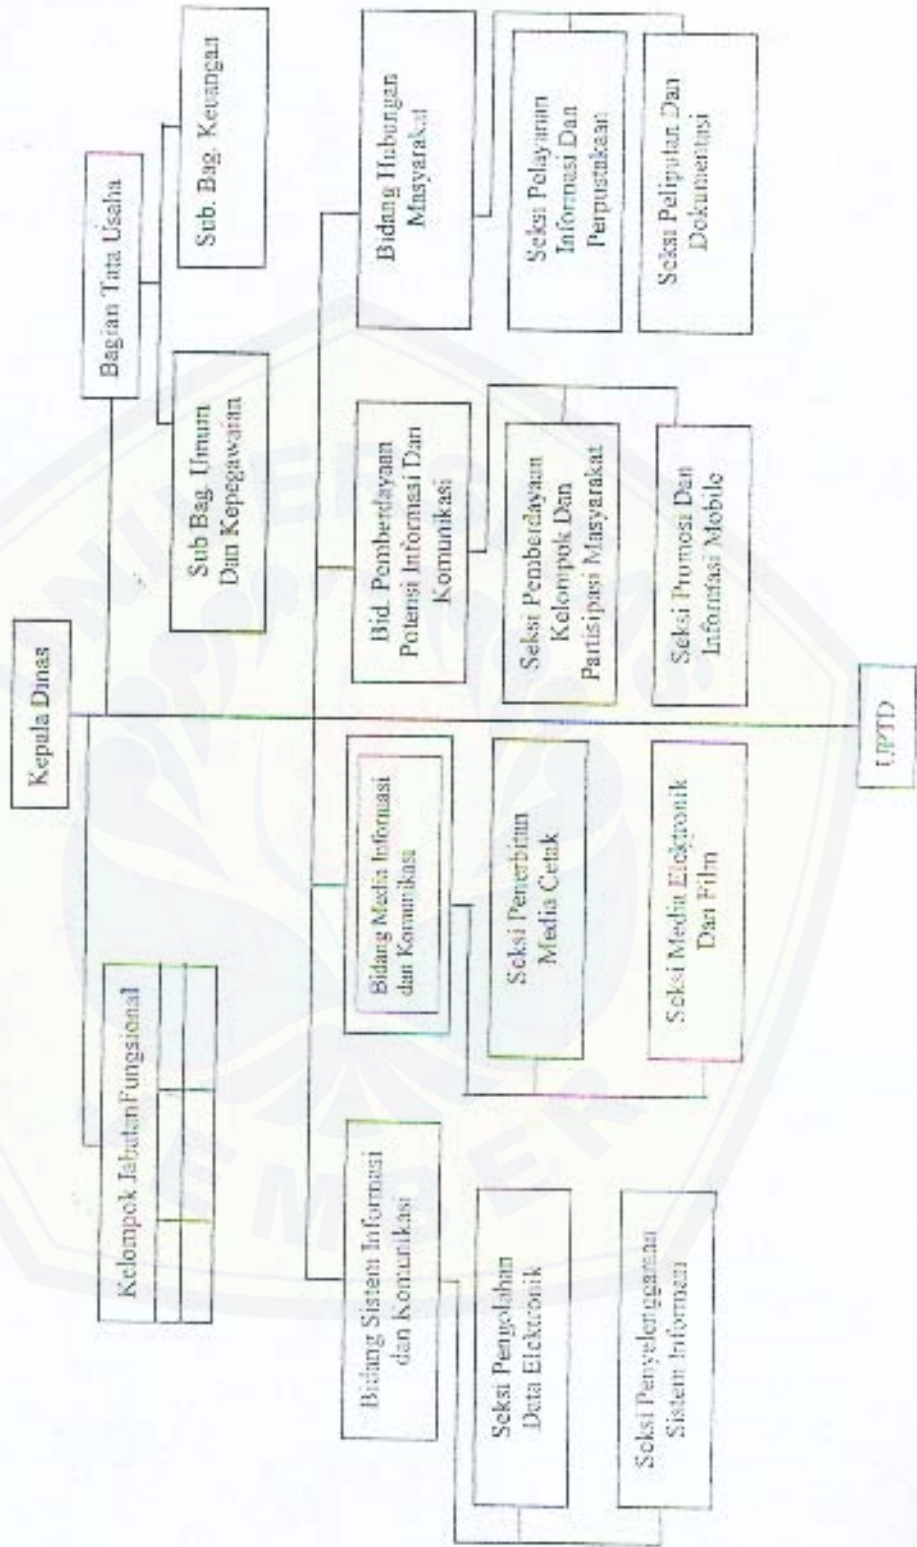 Kepala Dinas
Bagian Tata Usaha
Kelompok Jabatan Fungsional
Sub Bag. Umum
Dan Kepegawaian
Sub. Bag. Keuangan
Bidang Sistem Informasi
dan Komunikasi
Bidang Media Informasi
dan Komunikasi
Bid. Pemberdayaan
Potensi Informasi Dan
Komunikasi
Bidang Hubungan
Masyarakat
Seksi Pengolahan
Data Elektronik
Seksi Penerbitan
Media Cetak
Seksi Pemberdayaan
Kelompok Dan
Partisipasi Masyarakat
Seksi Pelayanan
Informasi Dan
Perpustakaan
Seksi Penyelenggaraan
Sistem Informasi
Seksi Media Elektronik
Dan Film
Seksi Promosi Dan
Informasi Mobile
Seksi Peliputan Dan
Dokumentasi
UPTD
UNIVERSITAS
JEMBER